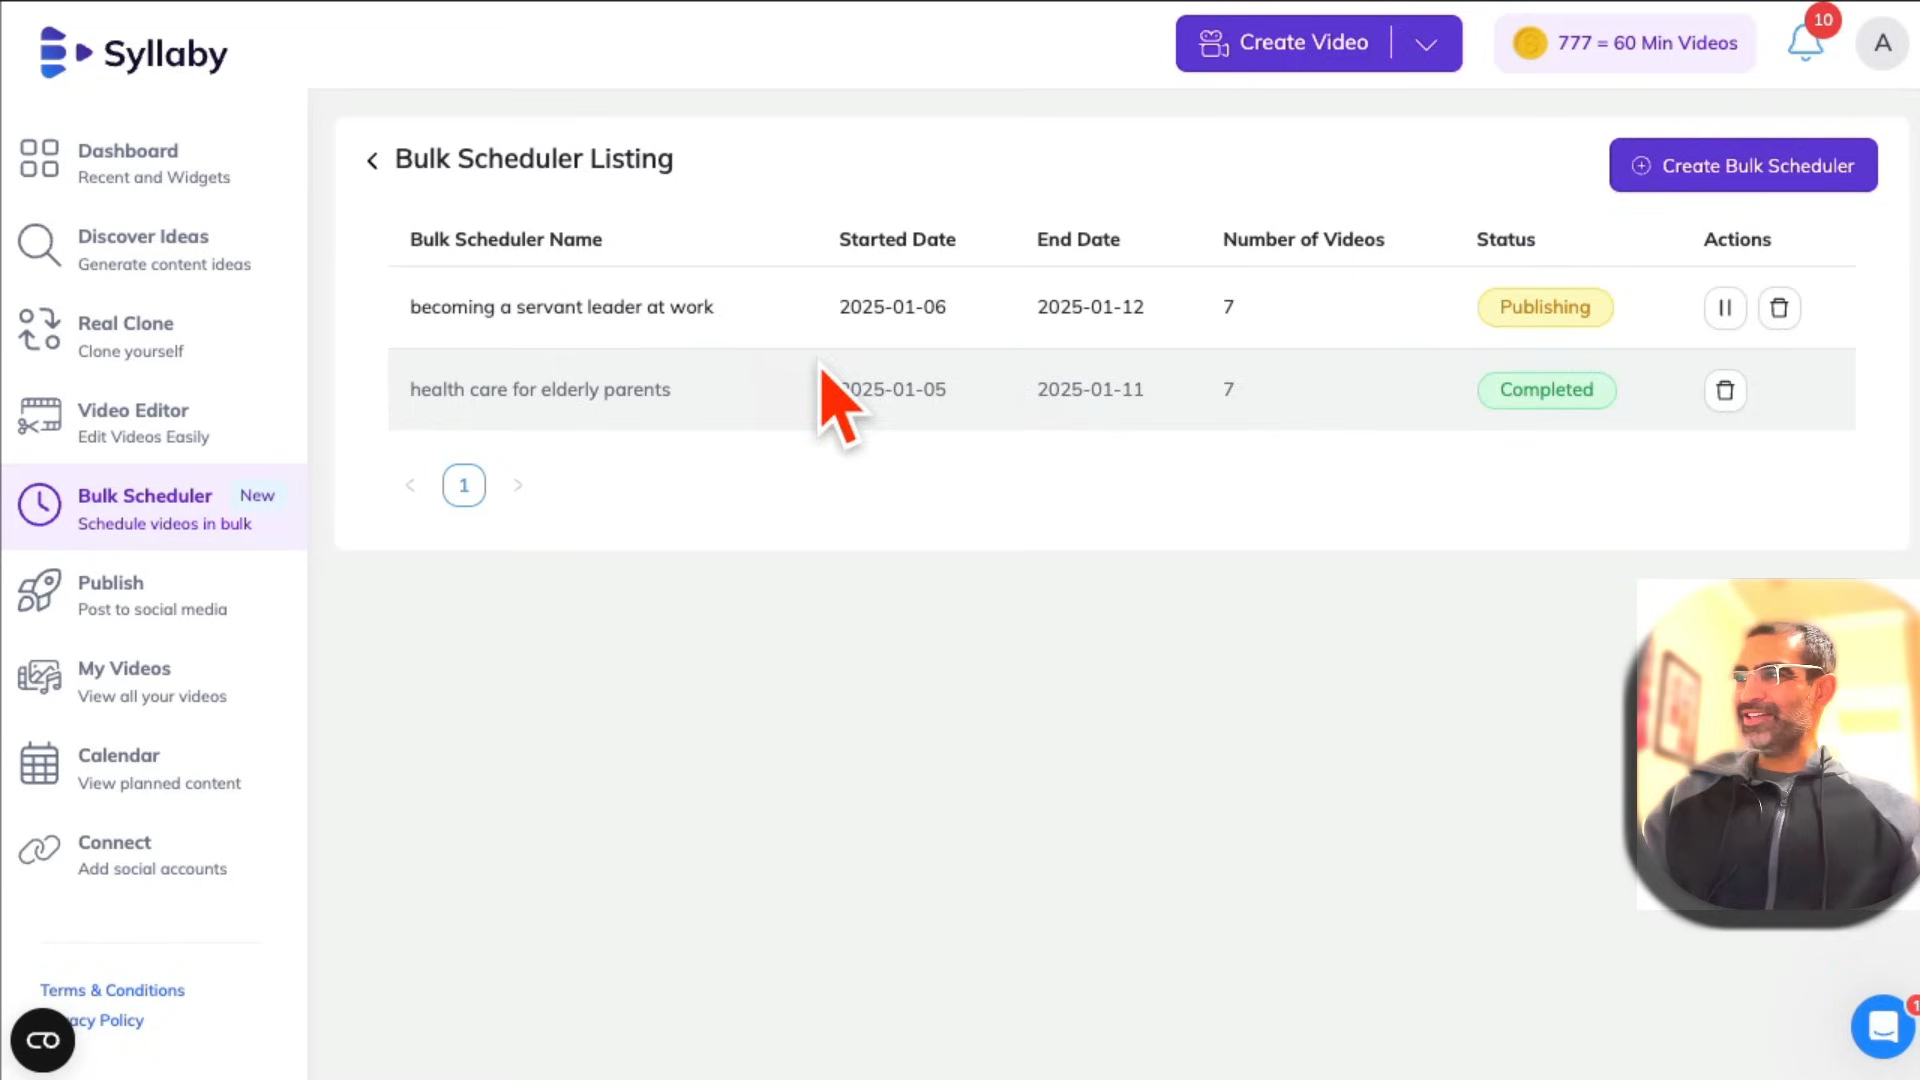 Syllaby
Create Video
777 = 60 Min Videos
10
A
Dashboard
Recent and Widgets
Discover Ideas
Generate content ideas
Real Clone
Clone yourself
Video Editor
Edit Videos Easily
Bulk Scheduler New
Schedule videos in bulk
Publish
Post to social media
My Videos
View all your videos
Calendar
View planned content
Connect
Add social accounts
Terms & Conditions
acy Policy
Bulk Scheduler Listing
Create Bulk Scheduler
Bulk Scheduler Name Started Date End Date Number of Videos Status Actions
becoming a servant leader at work 2025-01-06 2025-01-12 7 Publishing
health care for elderly parents 025-01-05 2025-01-11 7 Completed
< 1 >
1